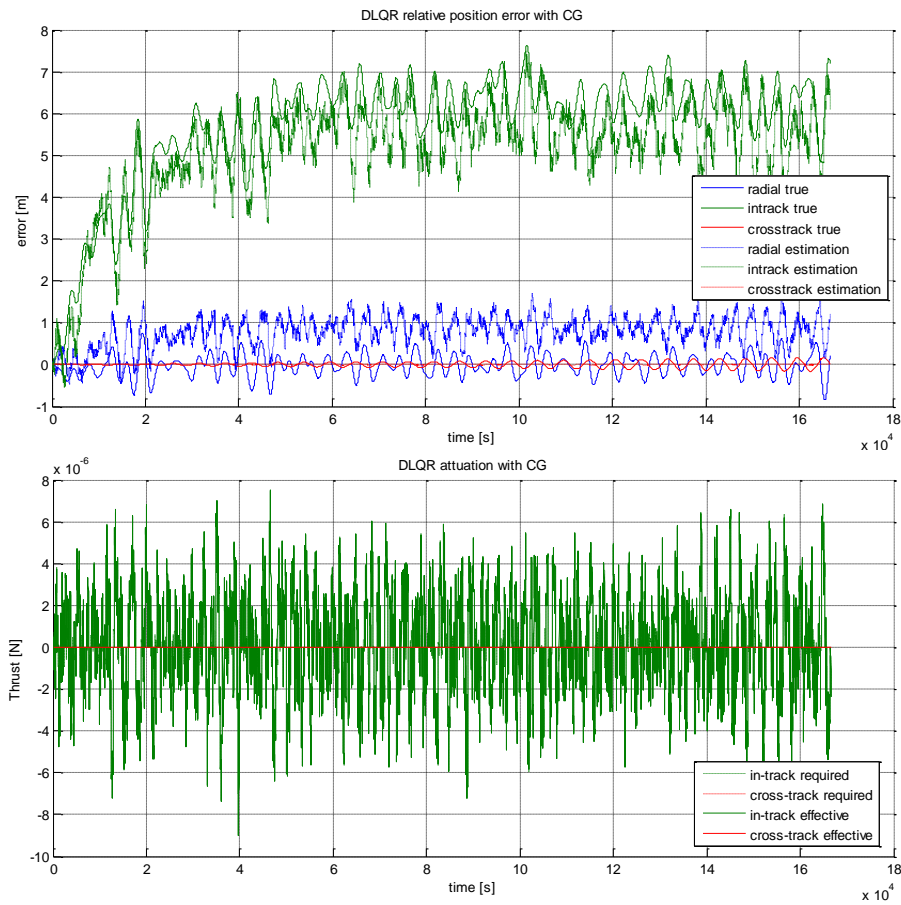 DLQR relative position error with CG
8
7
6
5
4
3
2
1
0
-1
error [m]
radial true
intrack true
crosstrack true
radial estimation
intrack estimation
crosstrack estimation
0 2 4 6 8 10 12 14 16 18
time [s]
x 10^4
DLQR attuation with CG
x 10^-6
8
6
4
2
0
-2
-4
-6
-8
-10
Thrust [N]
in-track required
cross-track required
in-track effective
cross-track effective
0 2 4 6 8 10 12 14 16 18
time [s]
x 10^4